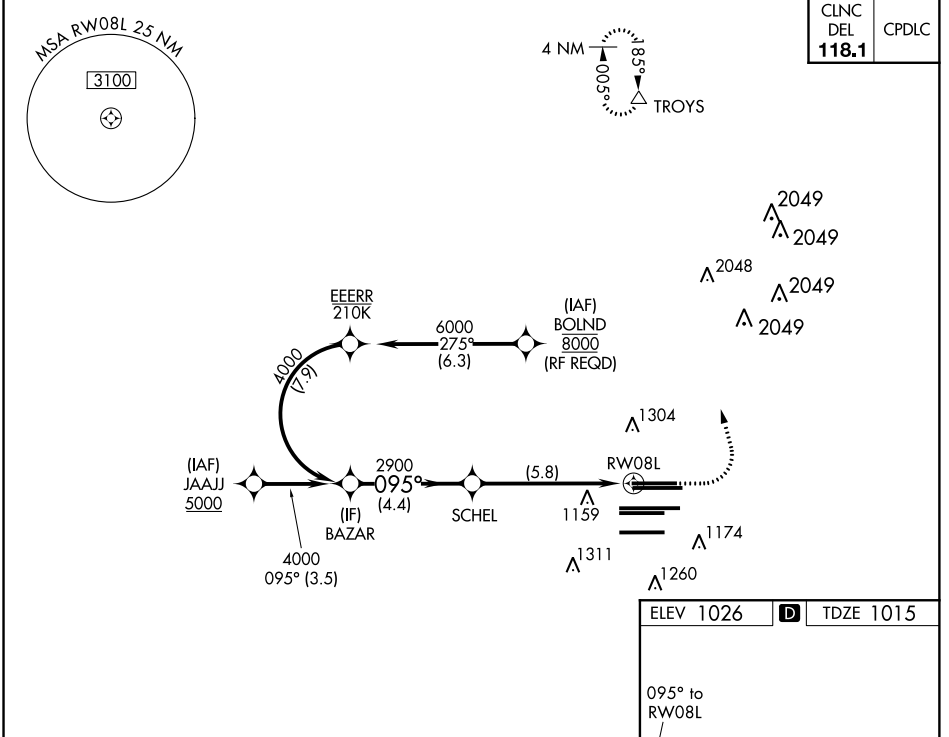 MSA RW08L 25 NM
3100
4 NM
005°
185°
TROYS
CLNC
DEL
118.1
CPDLC
2049
2049
2048
2049
2049
EEERR
210K
6000
275°
(6.3)
(IAF)
BOLND
8000
(RF REQD)
4000
(7.9)
1304
(IAF)
JAAJJ
5000
2900
095°
(4.4)
(5.8)
RW08L
(IF)
BAZAR
SCHEL
1159
1174
4000
095° (3.5)
1311
1260
ELEV 1026
D
TDZE 1015
095° to
RW08L